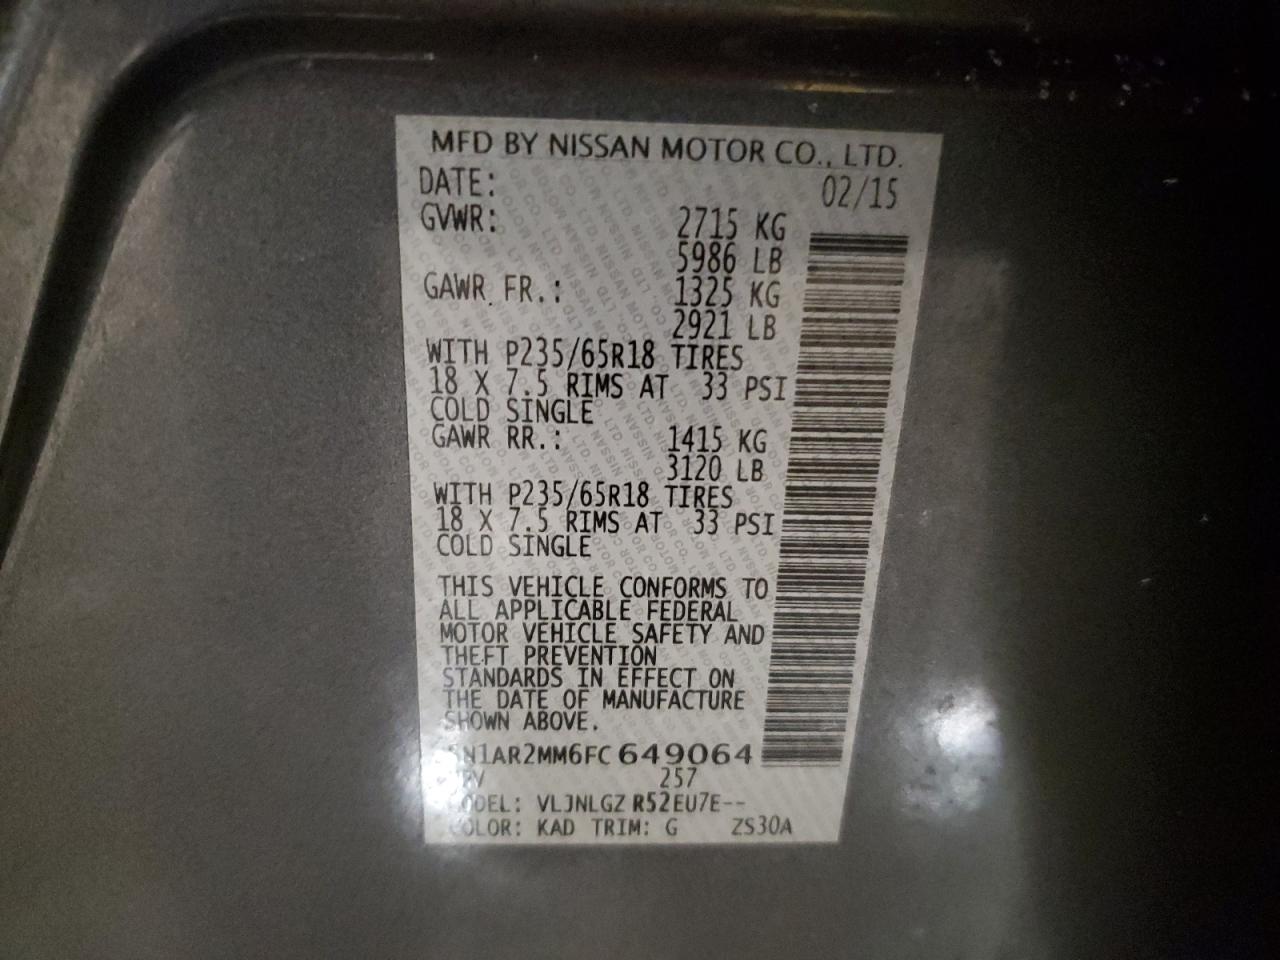 MFD BY NISSAN MOTOR CO., LTD.
DATE: 02/15
GVWR: 2715 KG
5986 LB
GAWR FR.: 1325 KG
2921 LB
WITH P235/65R18 TIRES
18 X 7.5 RIMS AT 33 PSI
COLD SINGLE
GAWR RR.: 1415 KG
3120 LB
WITH P235/65R18 TIRES
18 X 7.5 RIMS AT 33 PSI
COLD SINGLE
THIS VEHICLE CONFORMS TO
ALL APPLICABLE FEDERAL
MOTOR VEHICLE SAFETY AND
THEFT PREVENTION
STANDARDS IN EFFECT ON
THE DATE OF MANUFACTURE
SHOWN ABOVE.
5N1AR2MM6FC 649064
257
MODEL: VLJNLGZ R52EU7E--
COLOR: KAD TRIM: G ZS30A